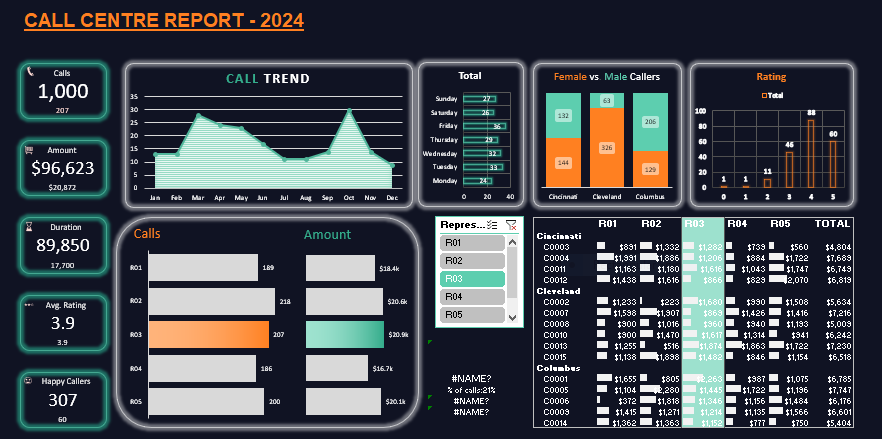 CALL CENTRE REPORT - 2024
Calls
1,000
207
Amount
$96,623
$20,872
Duration
89,850
17,700
Avg. Rating
3.9
3.9
Happy Callers
307
60
CALL TREND
35
30
25
20
15
10
5
0
Jan Feb Mar Apr May Jun Jul Aug Sep Oct Nov Dec
Total
Sunday 27
Saturday 26
Friday 36
Thursday 29
Wednesday 32
Tuesday 33
Monday 24
0 20 40
Female vs. Male Callers
132 63 206
144 326 129
Cincinnati Cleveland Columbus
Rating
Total
100
80
60
40
20
0
1 1 11 46 88 60
0 1 2 3 4 5
Calls
R01 189
R02 218
R03 207
R04 186
R05 200
Amount
$18.4k
$20.6k
$20.9k
$16.7k
$20.1k
Repres...
R01
R02
R03
R04
R05
#NAME?
% of calls:21%
#NAME?
#NAME?
R01 R02 R03 R04 R05 TOTAL
Cincinnati
C0003 $891 $1,332 $1,282 $739 $560 $4,804
C0004 $1,991 $1,886 $1,206 $884 $1,722 $7,689
C0011 $1,163 $1,180 $1,616 $1,043 $1,747 $6,749
C0012 $1,438 $1,616 $866 $829 $2,070 $6,819
Cleveland
C0002 $1,233 $223 $1,680 $990 $1,508 $5,634
C0007 $1,598 $1,907 $869 $1,426 $1,416 $7,216
C0008 $900 $1,016 $960 $940 $1,193 $5,009
C0010 $900 $1,470 $1,617 $1,314 $941 $6,242
C0013 $1,255 $516 $1,874 $1,863 $1,722 $7,230
C0015 $1,138 $1,898 $1,482 $846 $1,154 $6,518
Columbus
C0001 $1,655 $805 $2,263 $987 $1,075 $6,785
C0005 $1,104 $2,280 $1,445 $1,722 $1,196 $7,747
C0006 $372 $1,818 $1,346 $1,156 $1,484 $6,176
C0009 $1,415 $1,271 $1,214 $1,135 $1,566 $6,601
C0014 $1,362 $1,363 $1,152 $777 $750 $5,404